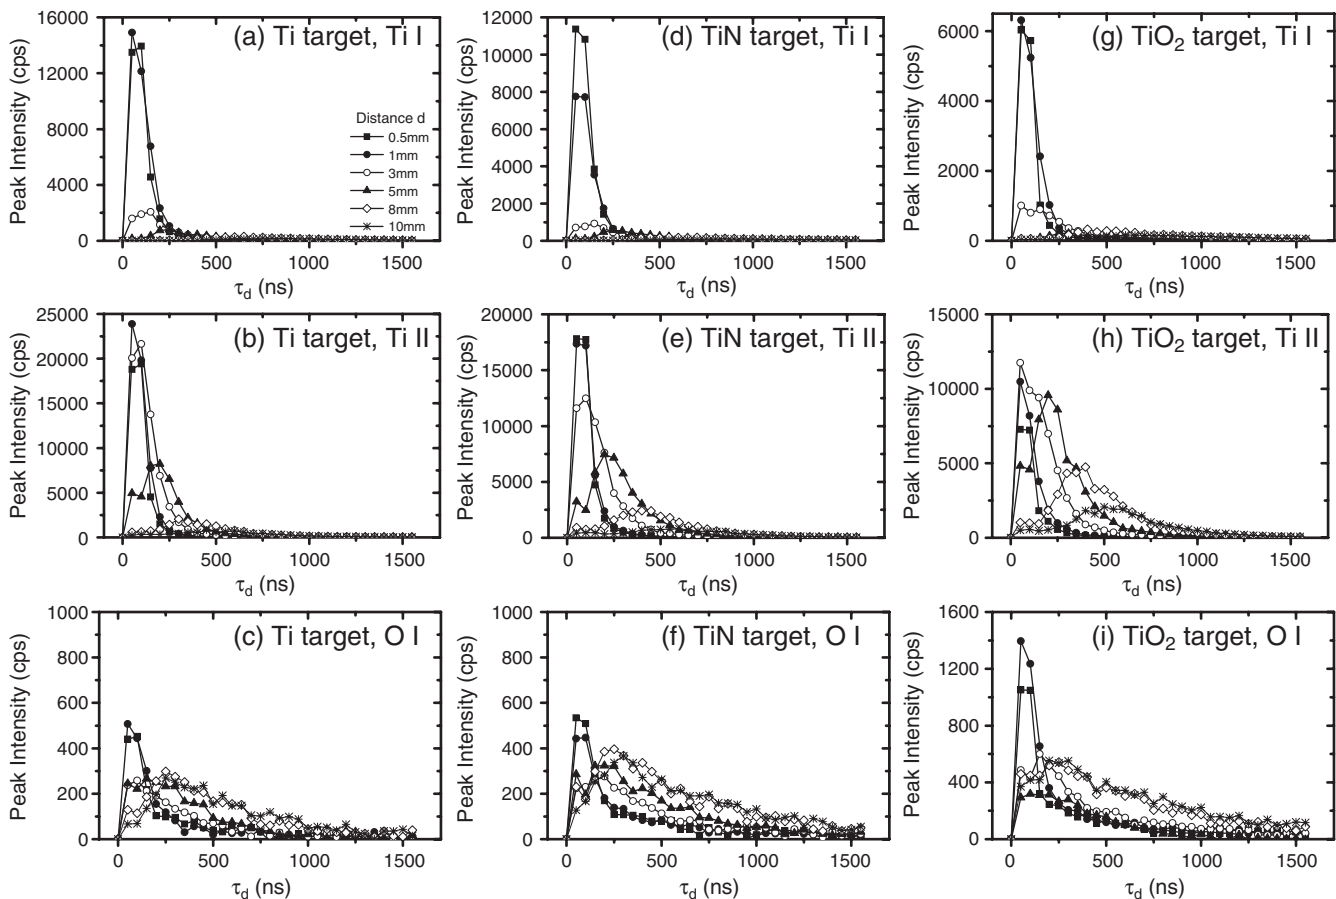 (a) Ti target, Ti I
Peak Intensity (cps)
16000
12000
8000
4000
0
0 500 1000 1500
τd (ns)
Distance d
0.5mm
1mm
3mm
5mm
8mm
10mm
(d) TiN target, Ti I
Peak Intensity (cps)
12000
10000
8000
6000
4000
2000
0
0 500 1000 1500
τd (ns)
(g) TiO2 target, Ti I
Peak Intensity (cps)
6000
4000
2000
0
0 500 1000 1500
τd (ns)
(b) Ti target, Ti II
Peak Intensity (cps)
25000
20000
15000
10000
5000
0
0 500 1000 1500
τd (ns)
(e) TiN target, Ti II
Peak Intensity (cps)
20000
15000
10000
5000
0
0 500 1000 1500
τd (ns)
(h) TiO2 target, Ti II
Peak Intensity (cps)
15000
10000
5000
0
0 500 1000 1500
τd (ns)
(c) Ti target, O I
Peak Intensity (cps)
1000
800
600
400
200
0
0 500 1000 1500
τd (ns)
(f) TiN target, O I
Peak Intensity (cps)
1000
800
600
400
200
0
0 500 1000 1500
τd (ns)
(i) TiO2 target, O I
Peak Intensity (cps)
1600
1200
800
400
0
0 500 1000 1500
τd (ns)